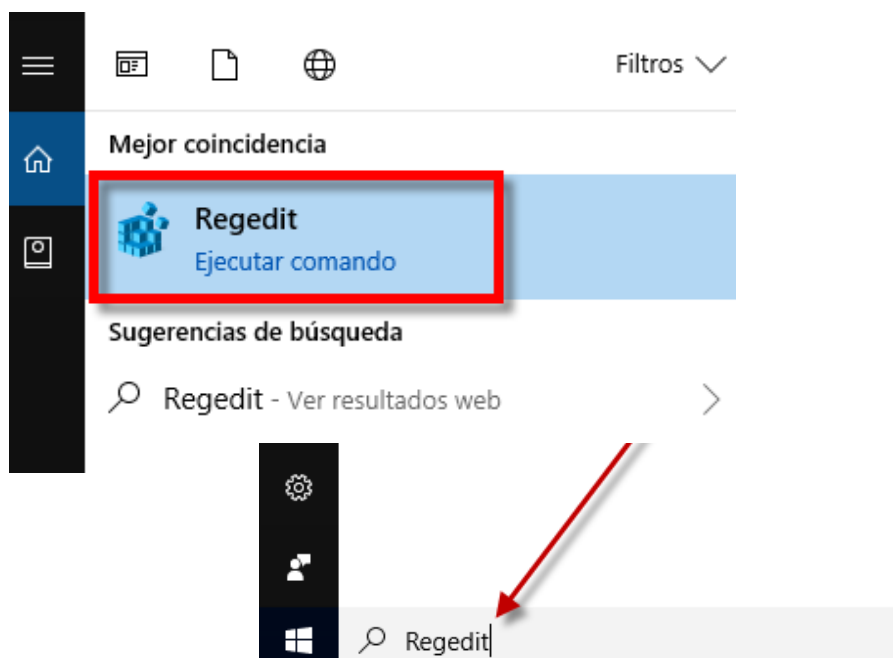 Filtros
Mejor coincidencia
Regedit
Ejecutar comando
Sugerencias de búsqueda
Regedit - Ver resultados web
Regedit